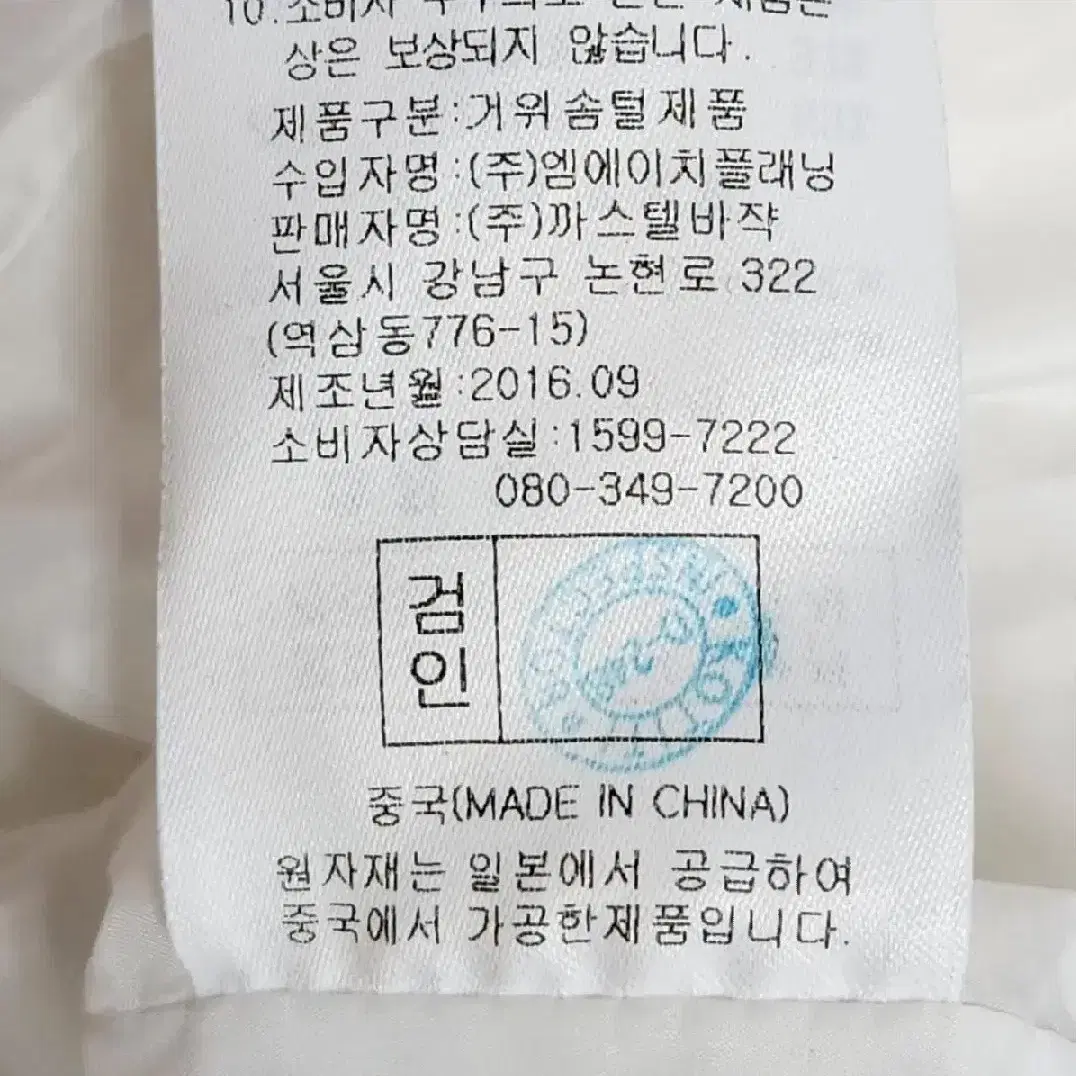 10.소비자
상은 보상되지 않습니다.
제품구분:거위솜털제품
수입자명:(주)엠에이치플래닝
판매자명:(주)까스텔바쟉
서울시 강남구 논현로 322
(역삼동776-15)
제조년월:2016.09
소비자상담실:1599-7222
080-349-7200
검
인
중국(MADE IN CHINA)
원자재는 일본에서 공급하여
중국에서 가공한제품입니다.